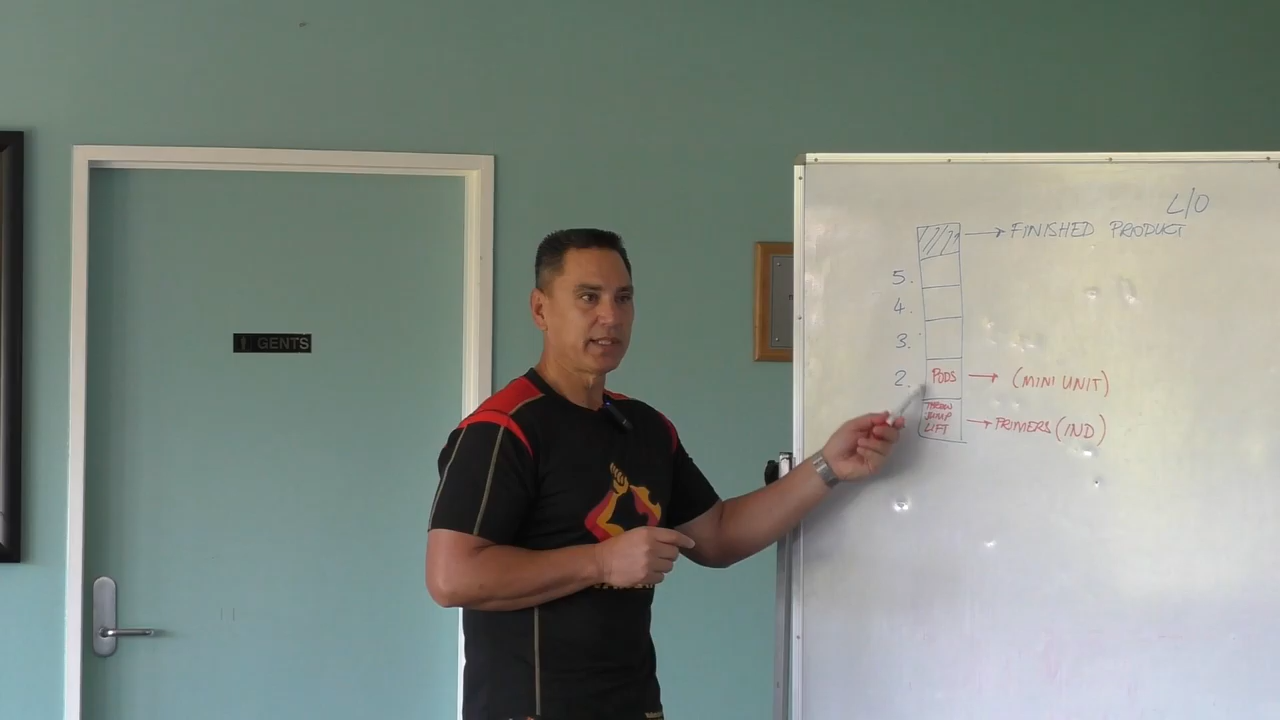 GENTS
L/O
FINISHED PRODUCT
5.
4.
3.
2. PODS (MINI UNIT)
THROW
JUMP
LIFT
PRIMERS (IND)